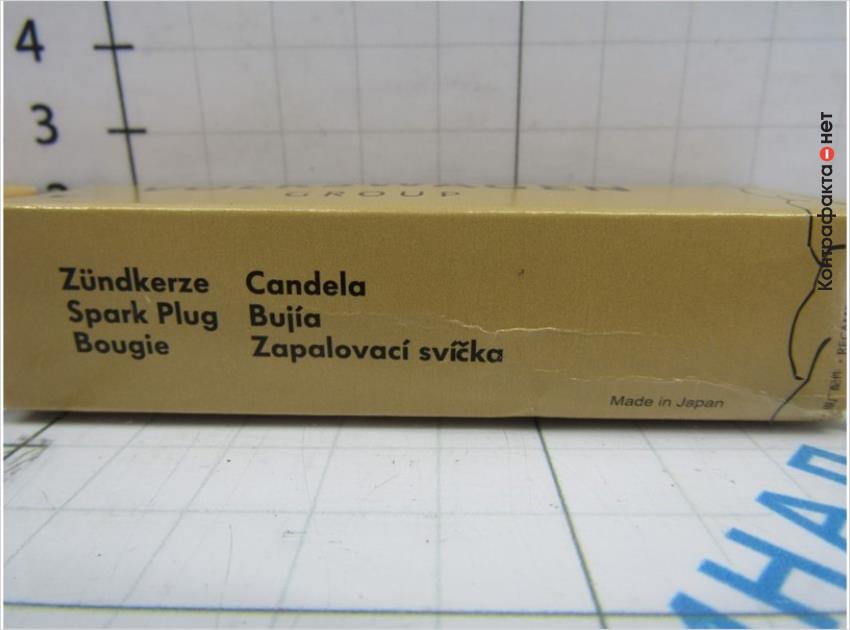 4
3
GROUP
Zündkerze
Spark Plug
Bougie
Candela
Bujía
Zapalovací svíčka
Made in Japan
Контрафакта нет